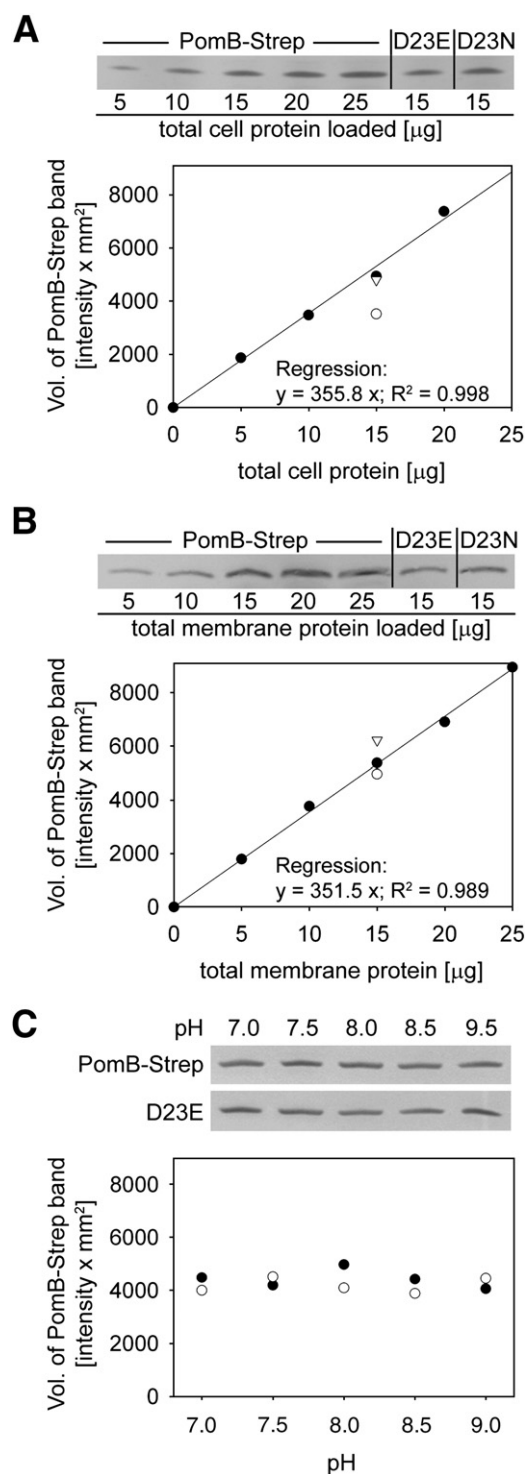 A
PomB-Strep D23E D23N
5 10 15 20 25 15 15
total cell protein loaded [µg]
Vol. of PomB-Strep band
[intensity x mm²]
8000
6000
4000
2000
0
Regression:
y = 355.8 x; R² = 0.998
0 5 10 15 20 25
total cell protein [µg]
B
PomB-Strep D23E D23N
5 10 15 20 25 15 15
total membrane protein loaded [µg]
Vol. of PomB-Strep band
[intensity x mm²]
8000
6000
4000
2000
0
Regression:
y = 351.5 x; R² = 0.989
0 5 10 15 20 25
total membrane protein [µg]
C
pH 7.0 7.5 8.0 8.5 9.5
PomB-Strep
D23E
Vol. of PomB-Strep band
[intensity x mm²]
8000
6000
4000
2000
0
7.0 7.5 8.0 8.5 9.0
pH